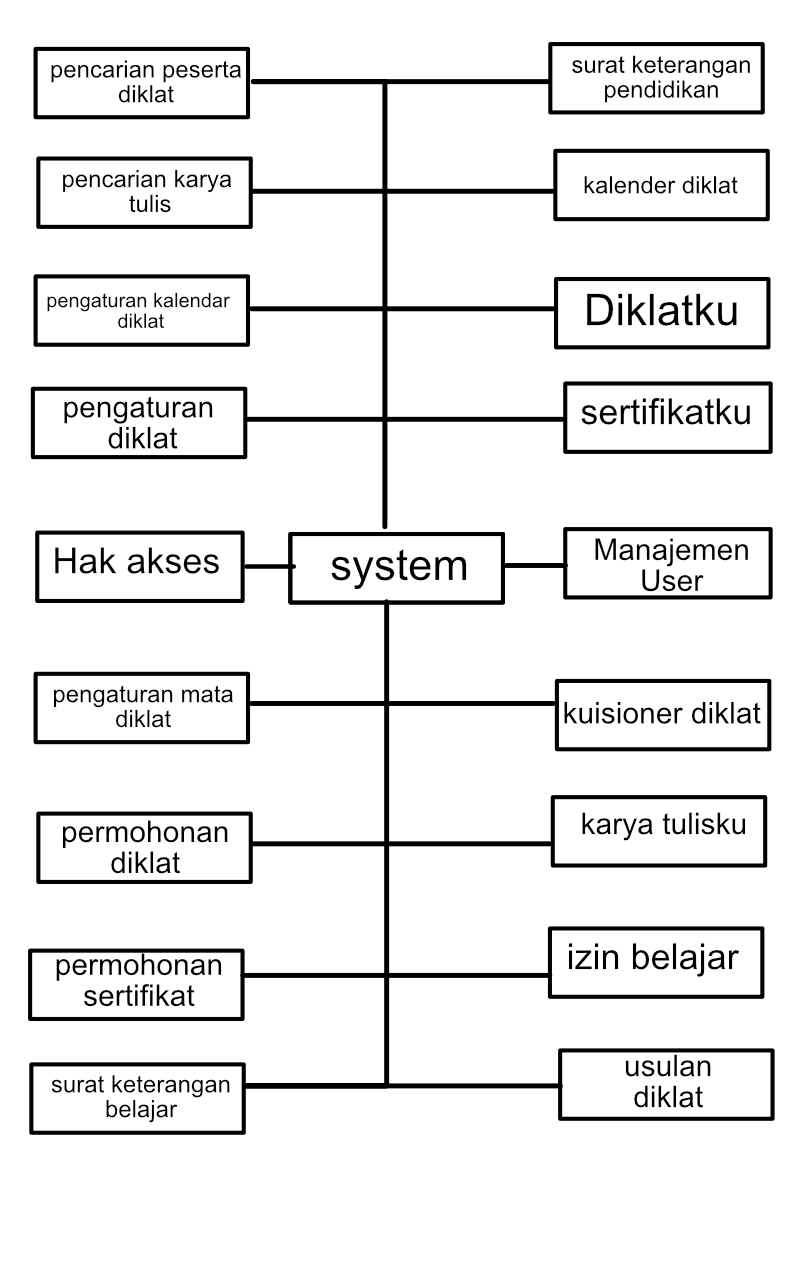 pencarian peserta
diklat
surat keterangan
pendidikan
pencarian karya
tulis
kalender diklat
pengaturan kalendar
diklat
Diklatku
pengaturan
diklat
sertifikatku
Hak akses
system
Manajemen
User
pengaturan mata
diklat
kuisioner diklat
permohonan
diklat
karya tulisku
permohonan
sertifikat
izin belajar
surat keterangan
belajar
usulan
diklat